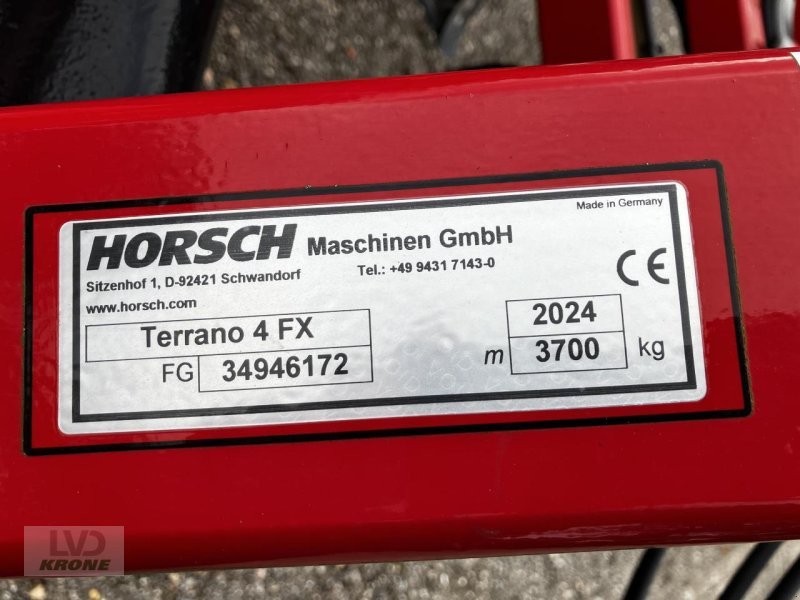 Made in Germany
HORSCH Maschinen GmbH
Sitzenhof 1, D-92421 Schwandorf Tel.: +49 9431 7143-0
www.horsch.com
CE
Terrano 4 FX 2024
FG 34946172 m 3700 kg
LVD
KRONE